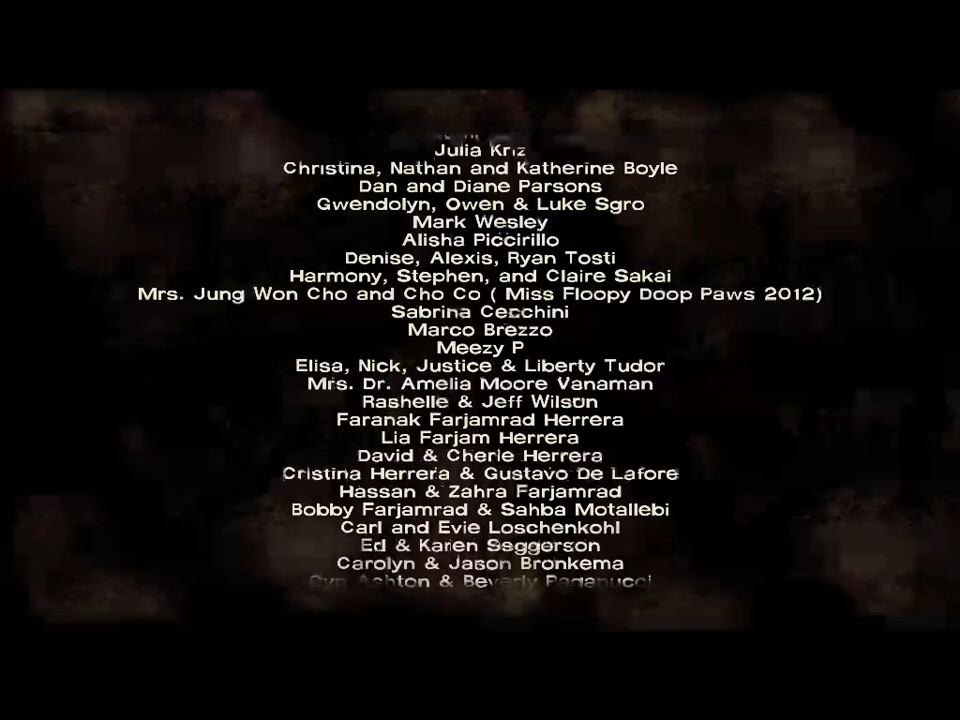 Julia Kriz
Christina, Nathan and Katherine Boyle
Dan and Diane Parsons
Gwendolyn, Owen & Luke Sgro
Mark Wesley
Alisha Piccirillo
Denise, Alexis, Ryan Tosti
Harmony, Stephen, and Claire Sakai
Mrs. Jung Won Cho and Cho Co ( Miss Floopy Doop Paws 2012)
Sabrina Cecchini
Marco Brezzo
Meezy P
Elisa, Nick, Justice & Liberty Tudor
Mrs. Dr. Amelia Moore Vanaman
Rashelle & Jeff Wilson
Faranak Farjamrad Herrera
Lia Farjam Herrera
David & Cherie Herrera
Cristina Herrera & Gustavo De Lafore
Hassan & Zahra Farjamrad
Bobby Farjamrad & Sahba Motallebi
Carl and Evie Loschenkohl
Ed & Karen Seggerson
Carolyn & Jason Bronkema
Ashton & Beverly Paganucci